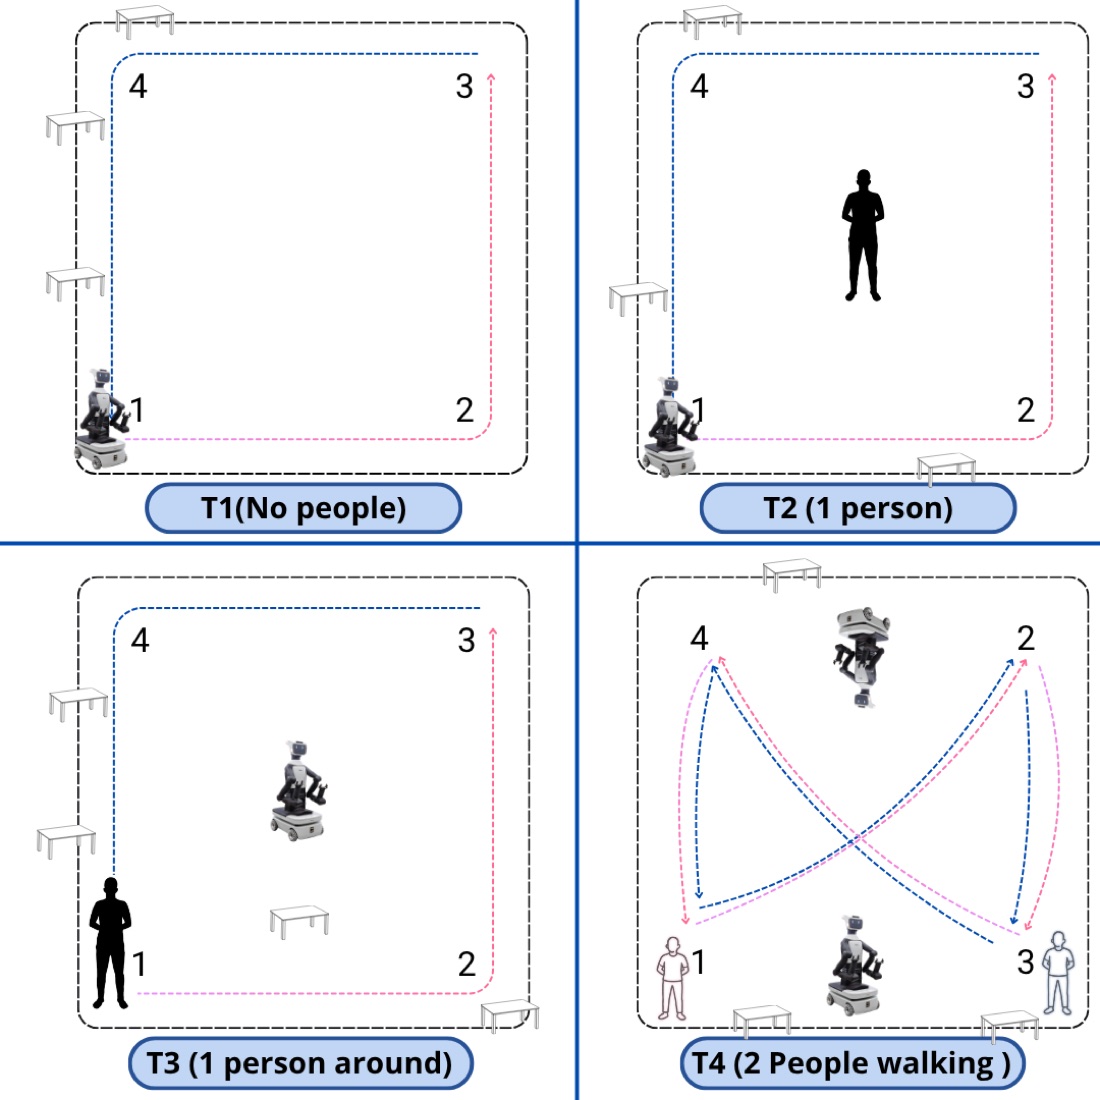 4 3
1 2
T1(No people)
4 3
1 2
T2 (1 person)
4 3
1 2
T3 (1 person around)
4 2
1 3
T4 (2 People walking )